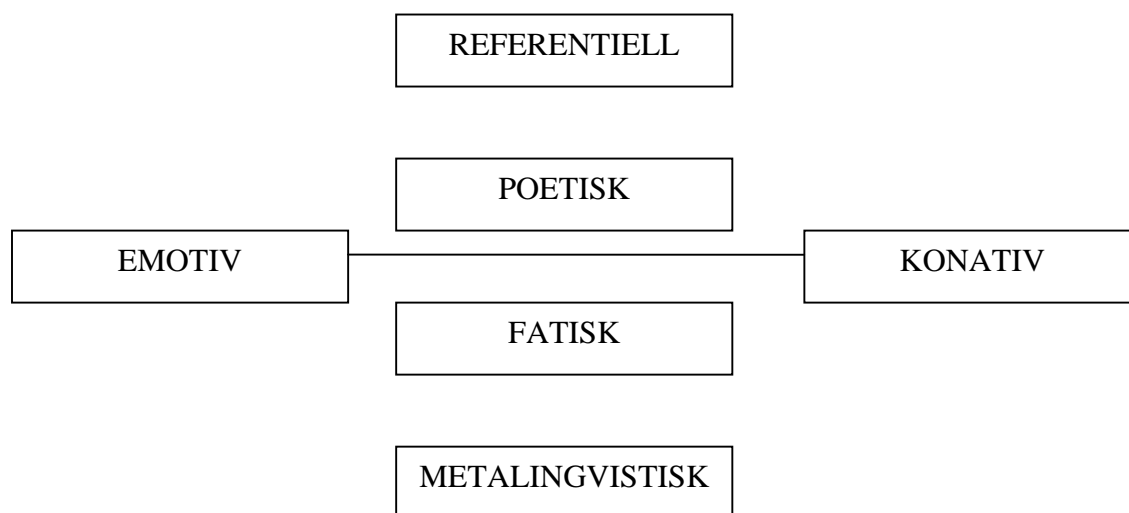 REFERENTIELL
POETISK
EMOTIV
KONATIV
FATISK
METALINGVISTISK